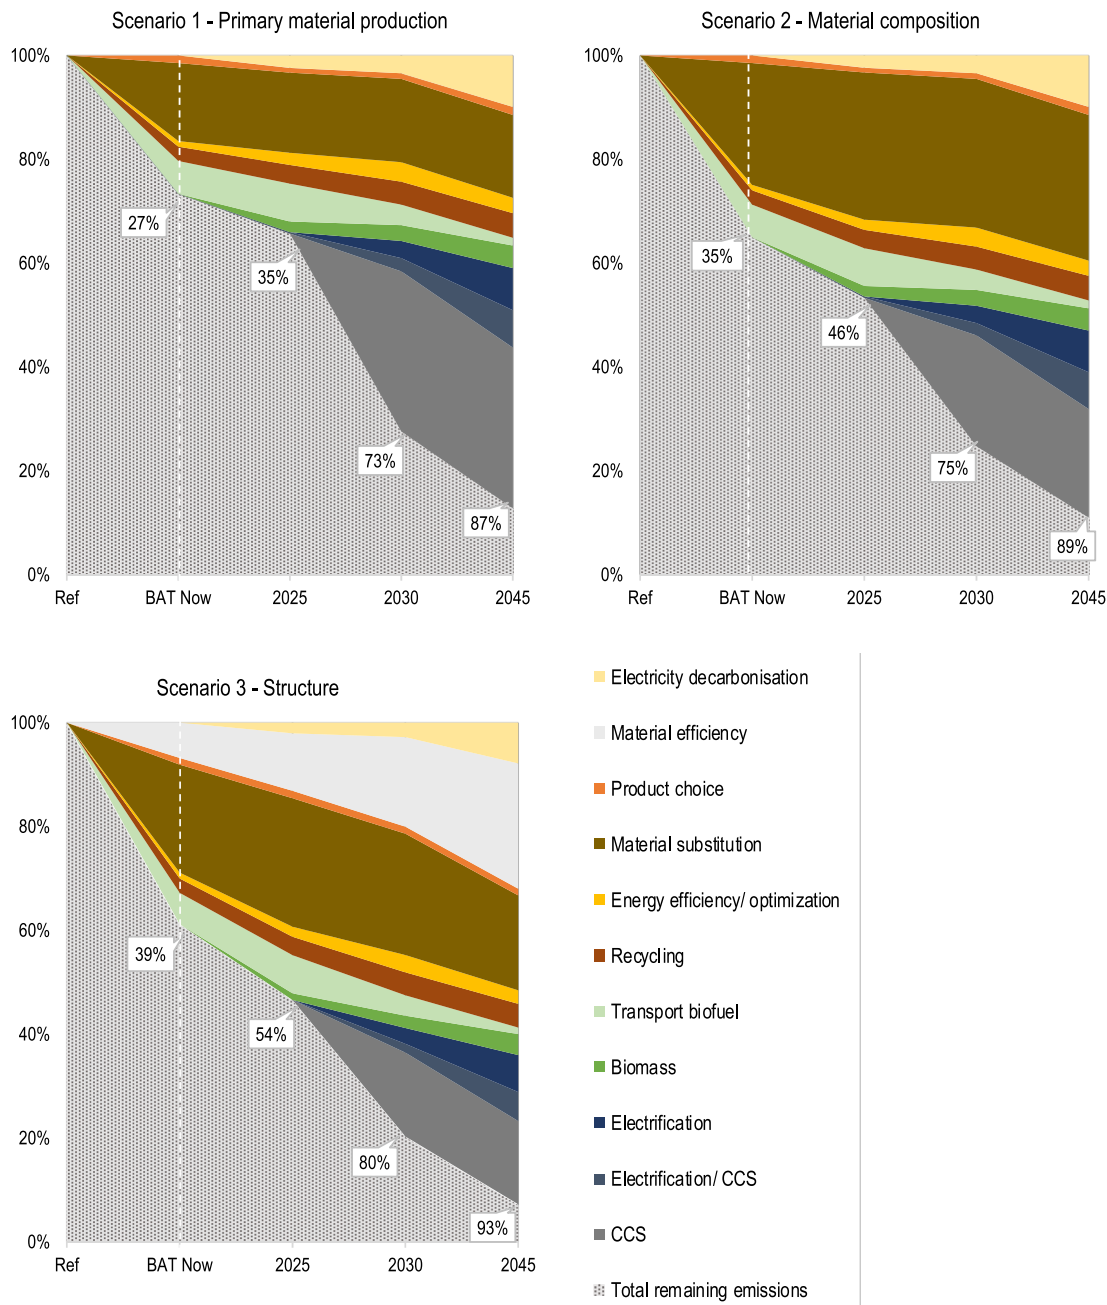 Scenario 1 - Primary material production
100%
80%
60%
40%
20%
0%
27%
35%
73%
87%
Ref
BAT Now
2025
2030
2045
Scenario 2 - Material composition
100%
80%
60%
40%
20%
0%
35%
46%
75%
89%
Ref
BAT Now
2025
2030
2045
Scenario 3 - Structure
100%
80%
60%
40%
20%
0%
39%
54%
80%
93%
Ref
BAT Now
2025
2030
2045
Electricity decarbonisation
Material efficiency
Product choice
Material substitution
Energy efficiency/ optimization
Recycling
Transport biofuel
Biomass
Electrification
Electrification/ CCS
CCS
Total remaining emissions